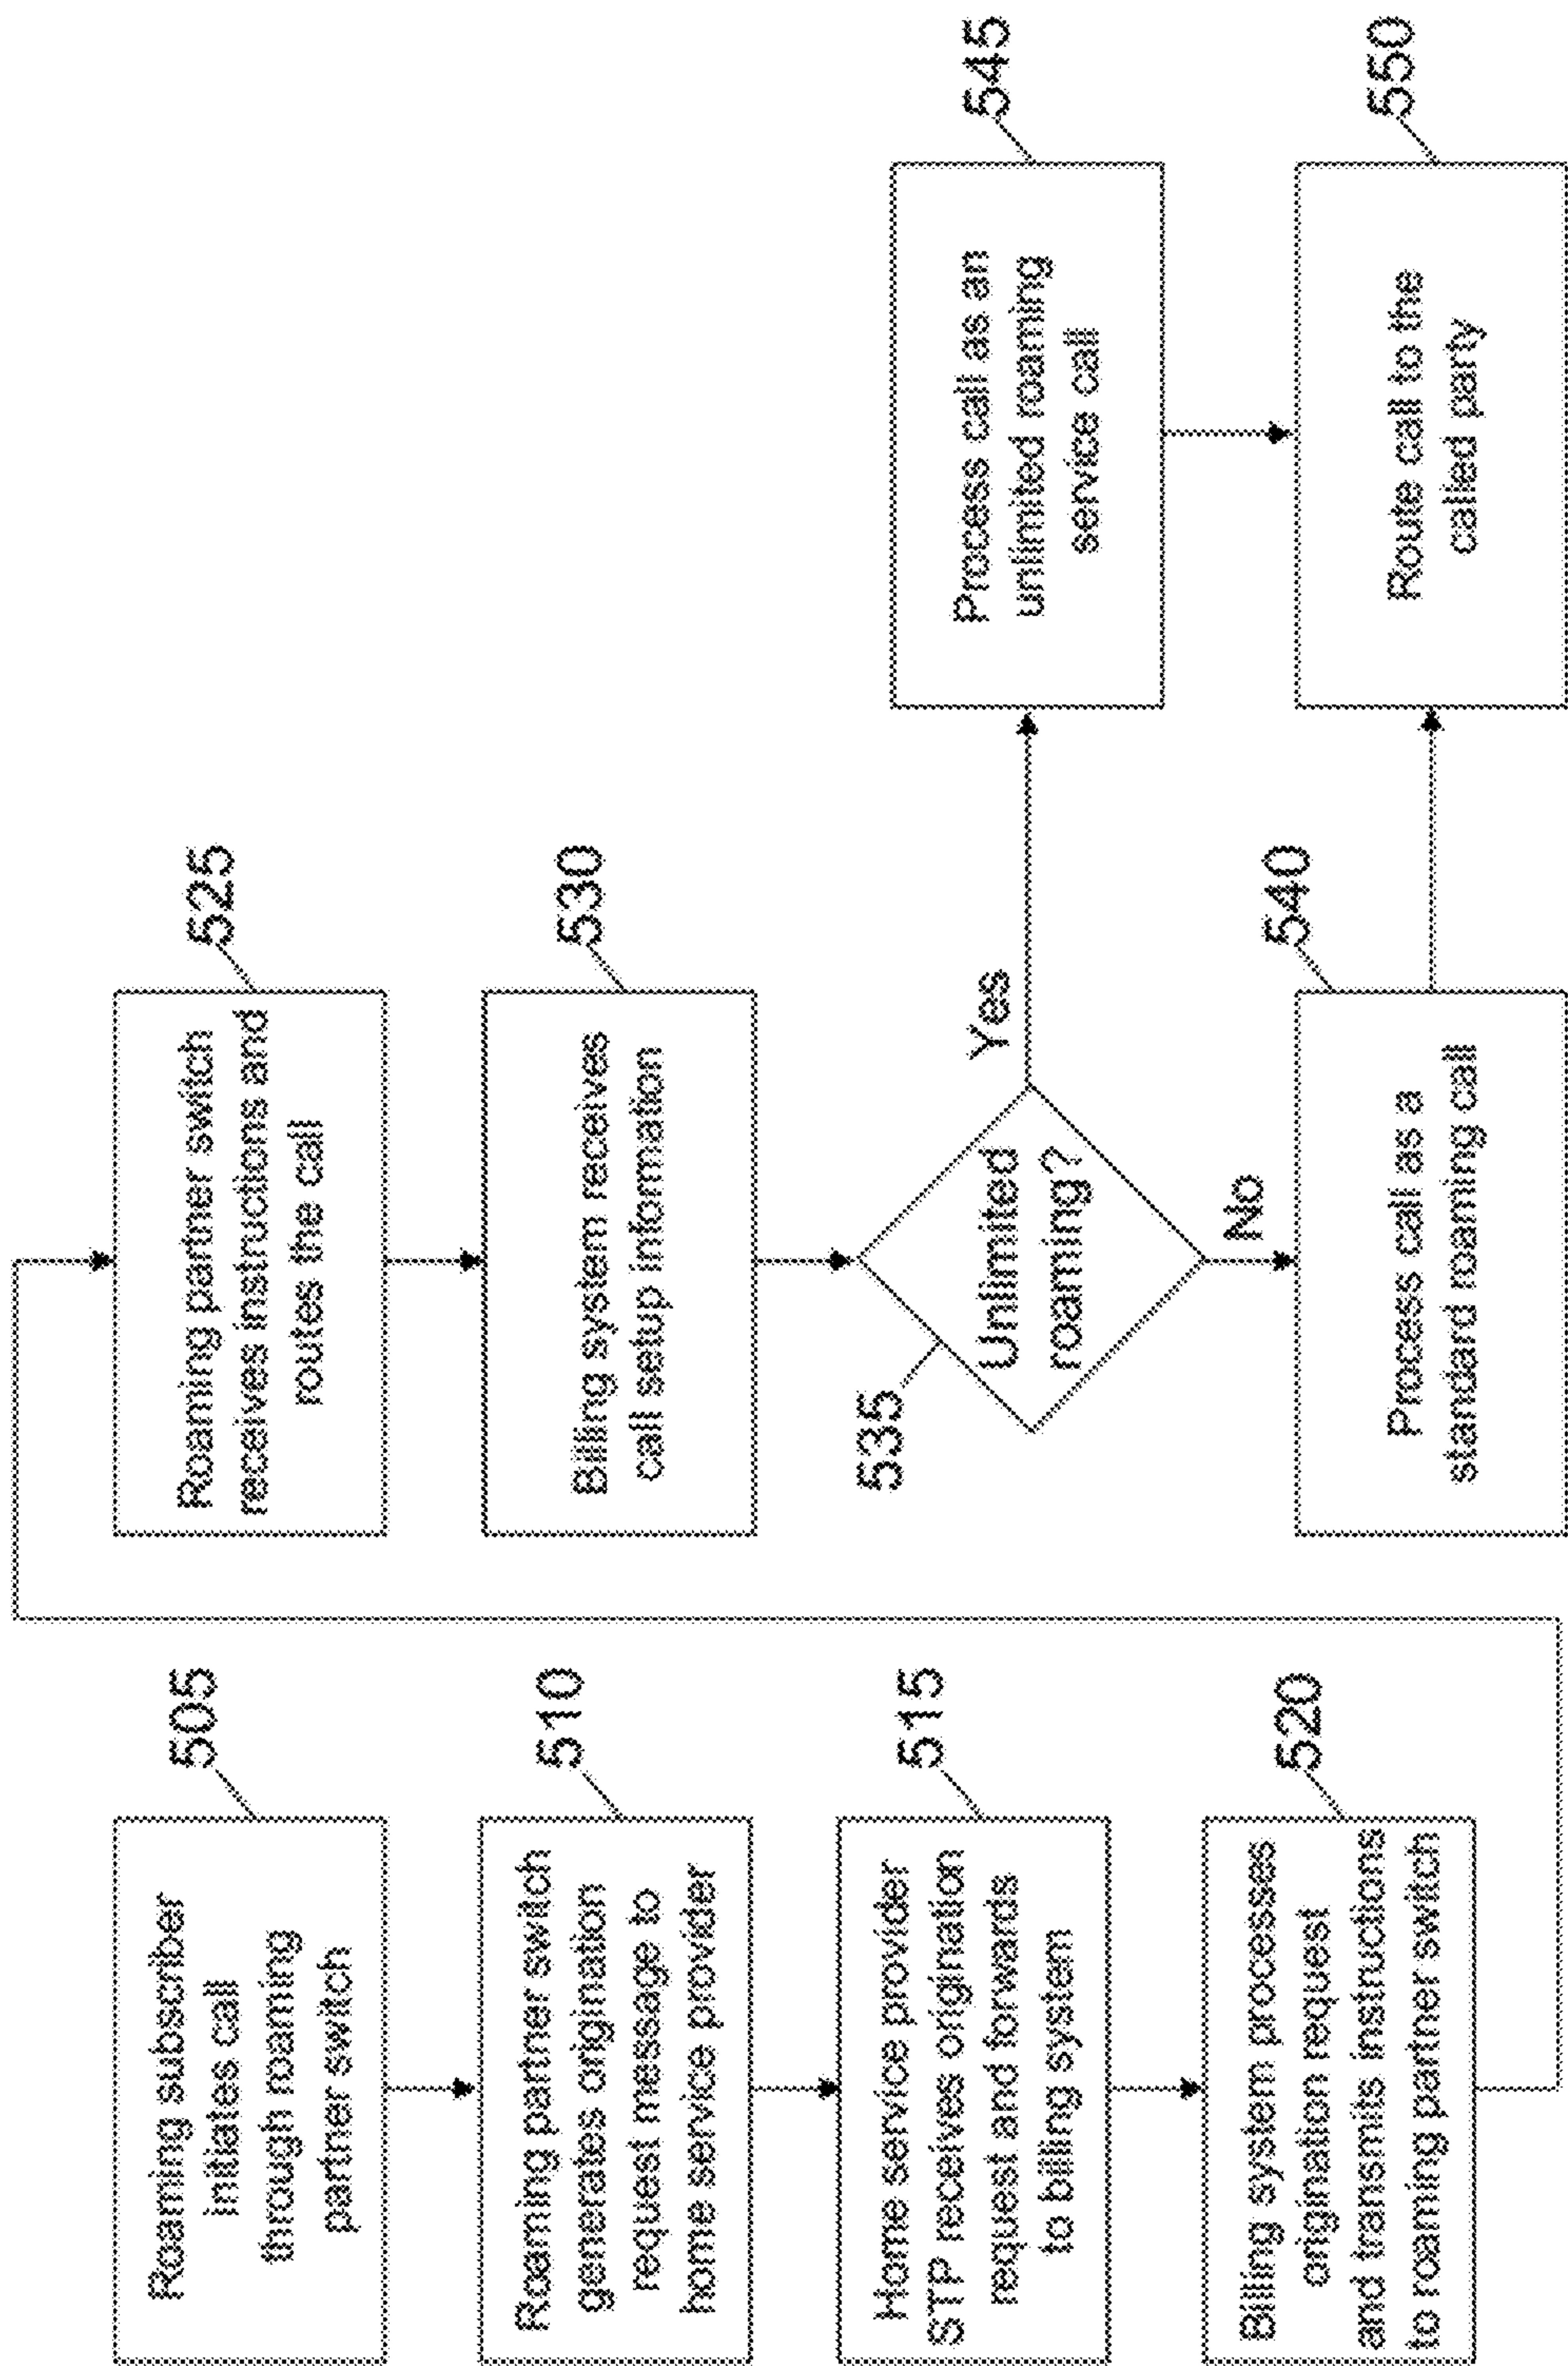 505
Roaming subscriber
initiates call
through roaming
partner switch
510
Roaming partner switch
generates origination
request message to
home service provider
515
Home service provider
STP receives origination
request and forwards
to billing system
520
Billing system processes
origination request
and transmits instructions
to roaming partner switch
525
Roaming partner switch
receives instructions and
routes the call
530
Billing system receives
call setup information
535
Unlimited
roaming?
Yes
No
540
Process call as a
standard roaming call
545
Process call as an
unlimited roaming
service call
550
Route call to the
called party